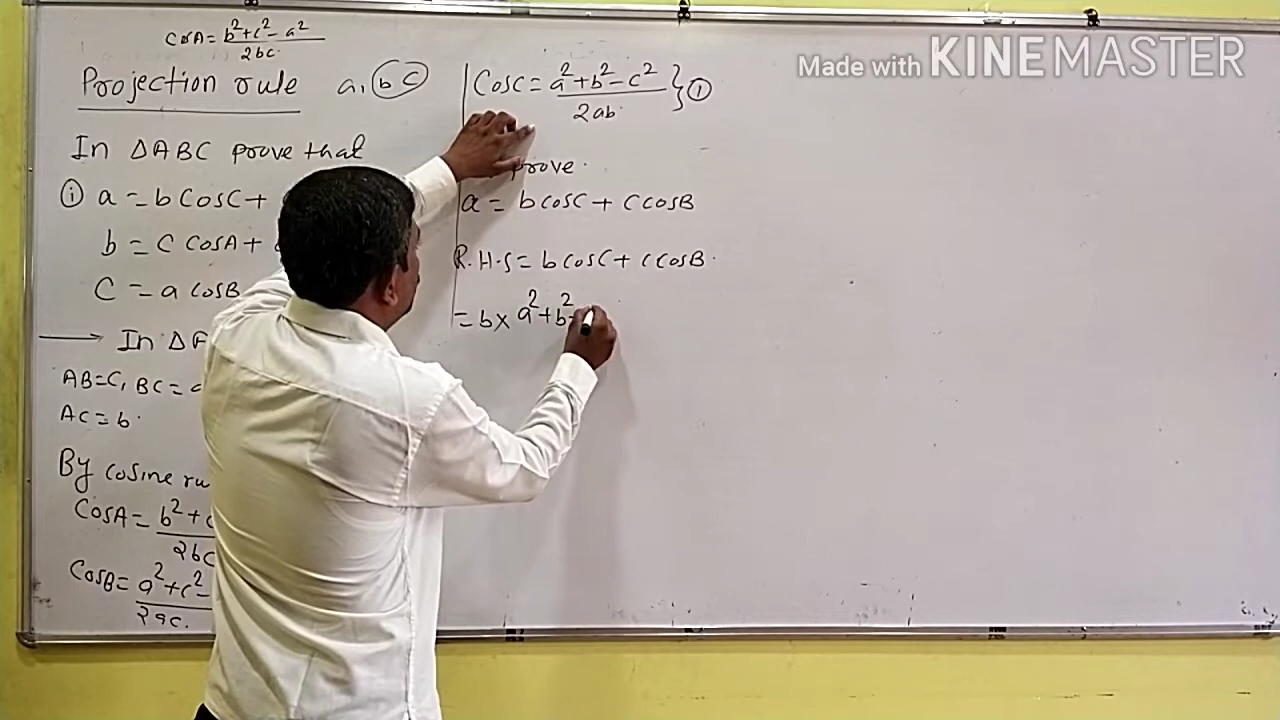 CosA = b²+c²-a² / 2bc
Projection rule a, b c
In △ABC prove that
① a = b CosC +
b = c CosA +
c = a CosB
→ In △
AB=c, BC=
AC=b.
By cosine
CosA = b²+ / 2bc
CosB = a²+c²- / 2ac.
CosC = a²+b²-c² / 2ab } ①
prove.
a = b cosC + c cosB
R.H.S = b cosC + c cosB.
= b× a²+b²
Made with KINEMASTER